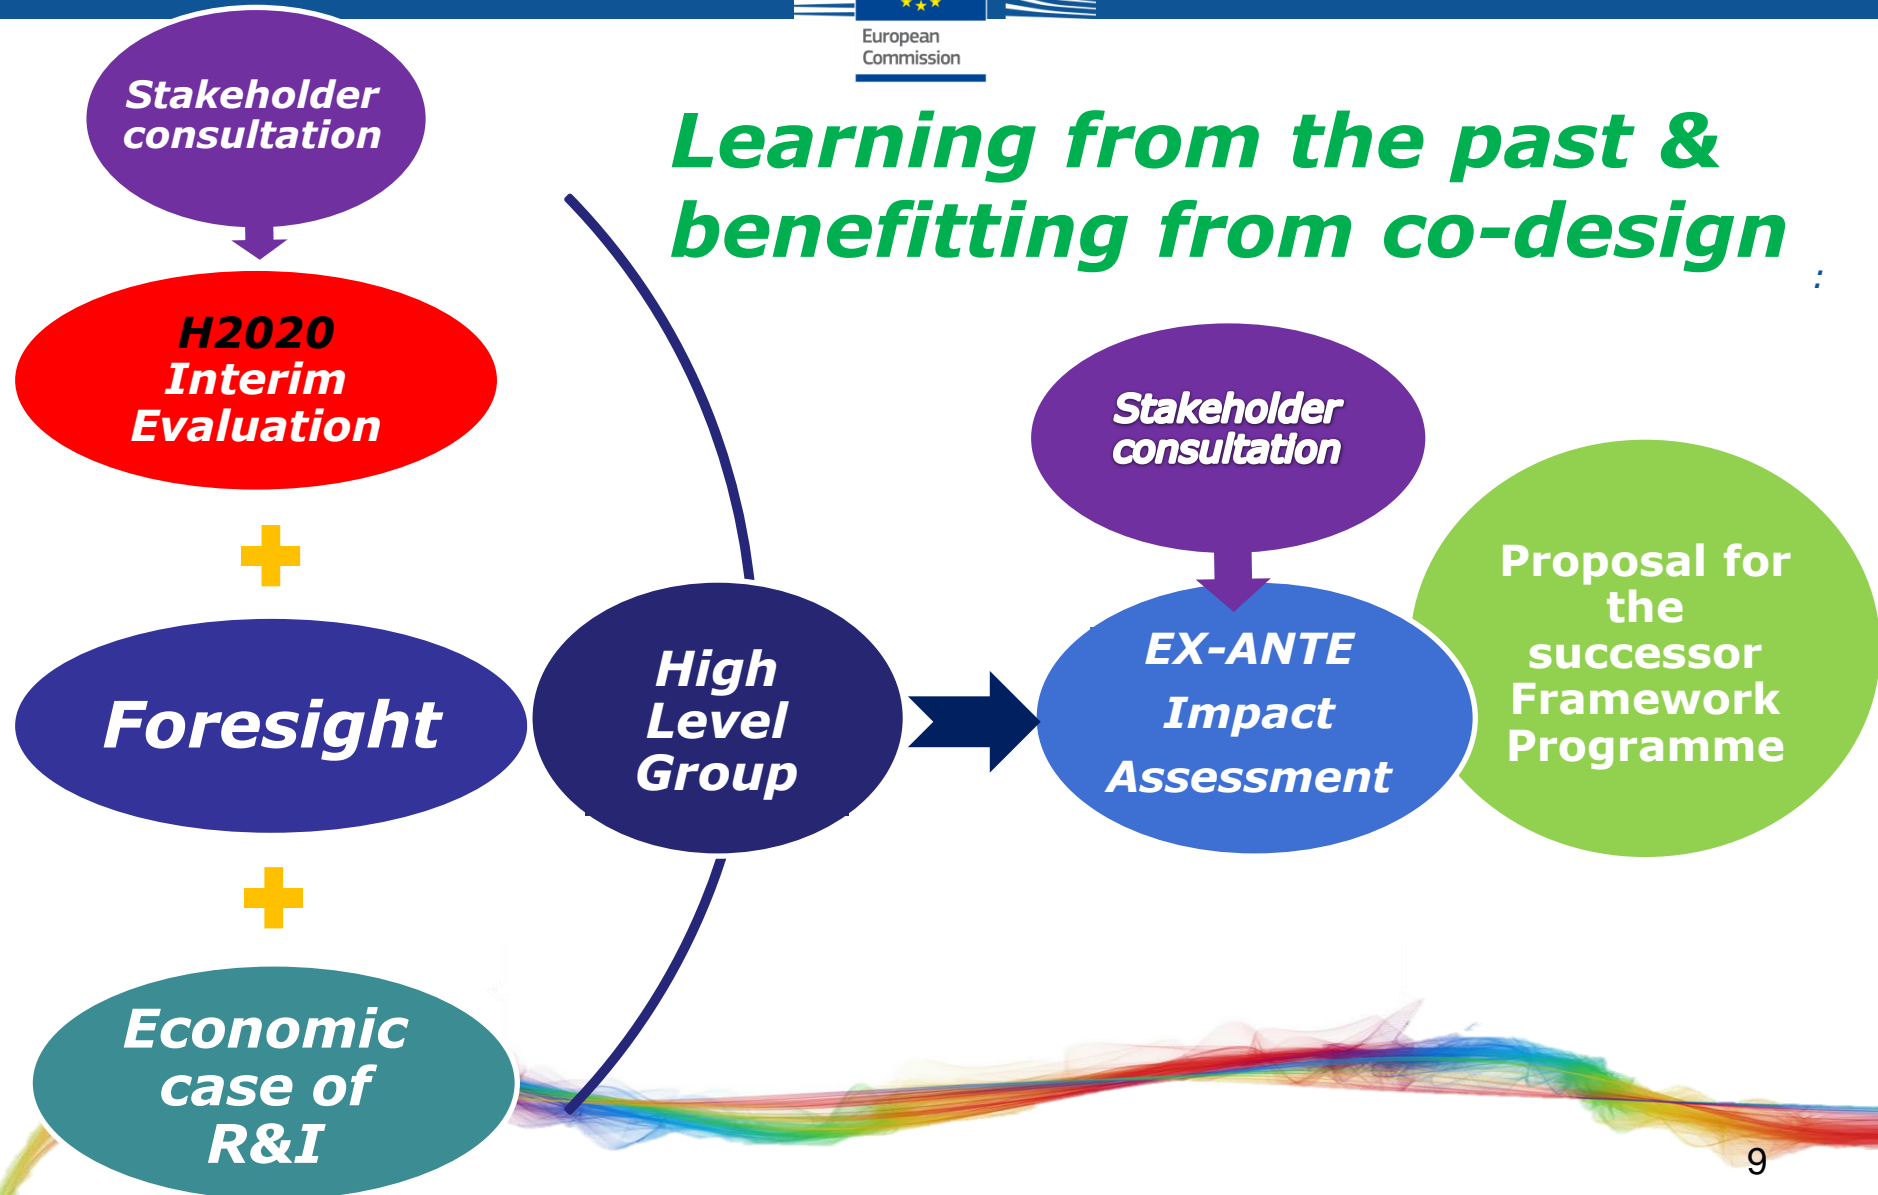 European
Commission
Learning from the past &
benefitting from co-design
:
Stakeholder
consultation
H2020
Interim
Evaluation
Foresight
Economic
case of
R&I
High
Level
Group
Stakeholder
consultation
EX-ANTE
Impact
Assessment
Proposal for
the
successor
Framework
Programme
9